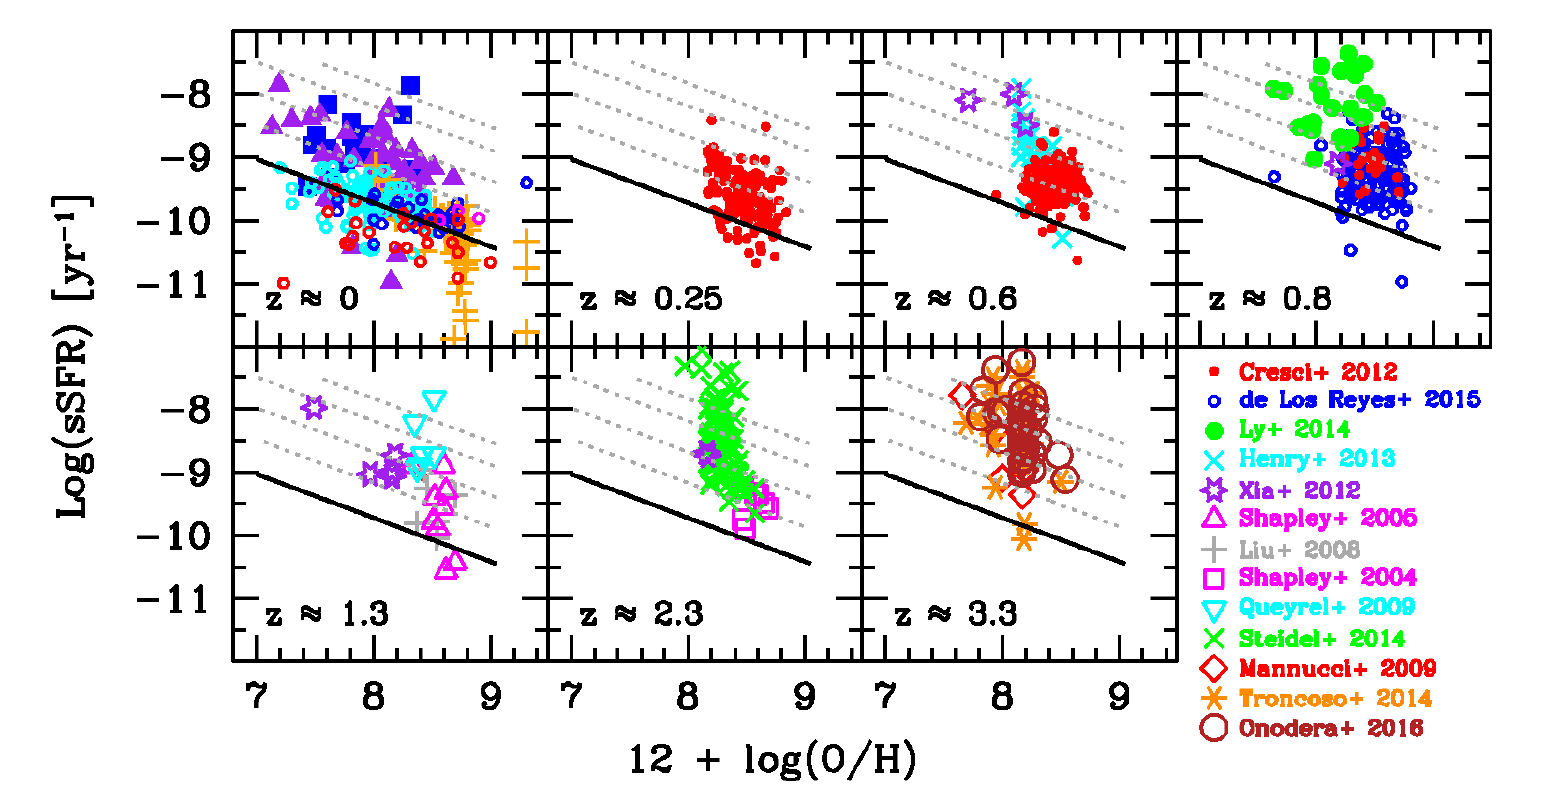 Log(sSFR) [yr⁻¹]
−8
−9
−10
−11
z ≈ 0
z ≈ 0.25
z ≈ 0.6
z ≈ 0.8
−8
−9
−10
−11
z ≈ 1.3
z ≈ 2.3
z ≈ 3.3
7 8 9 7 8 9 7 8 9
12 + log(O/H)
Cresci+ 2012
de Los Reyes+ 2015
Ly+ 2014
Henry+ 2013
Xia+ 2012
Shapley+ 2005
Liu+ 2008
Shapley+ 2004
Queyrel+ 2009
Steidel+ 2014
Mannucci+ 2009
Troncoso+ 2014
Onodera+ 2016